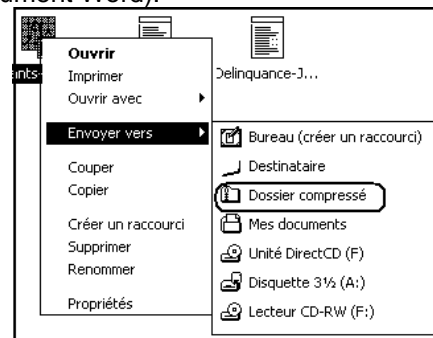 ument Word).
Ouvrir
Imprimer
Ouvrir avec
Envoyer vers
Couper
Copier
Créer un raccourci
Supprimer
Renommer
Propriétés
ants-
Delinquance-J...
Bureau (créer un raccourci)
Destinataire
Dossier compressé
Mes documents
Unité DirectCD (F)
Disquette 3½ (A:)
Lecteur CD-RW (F:)